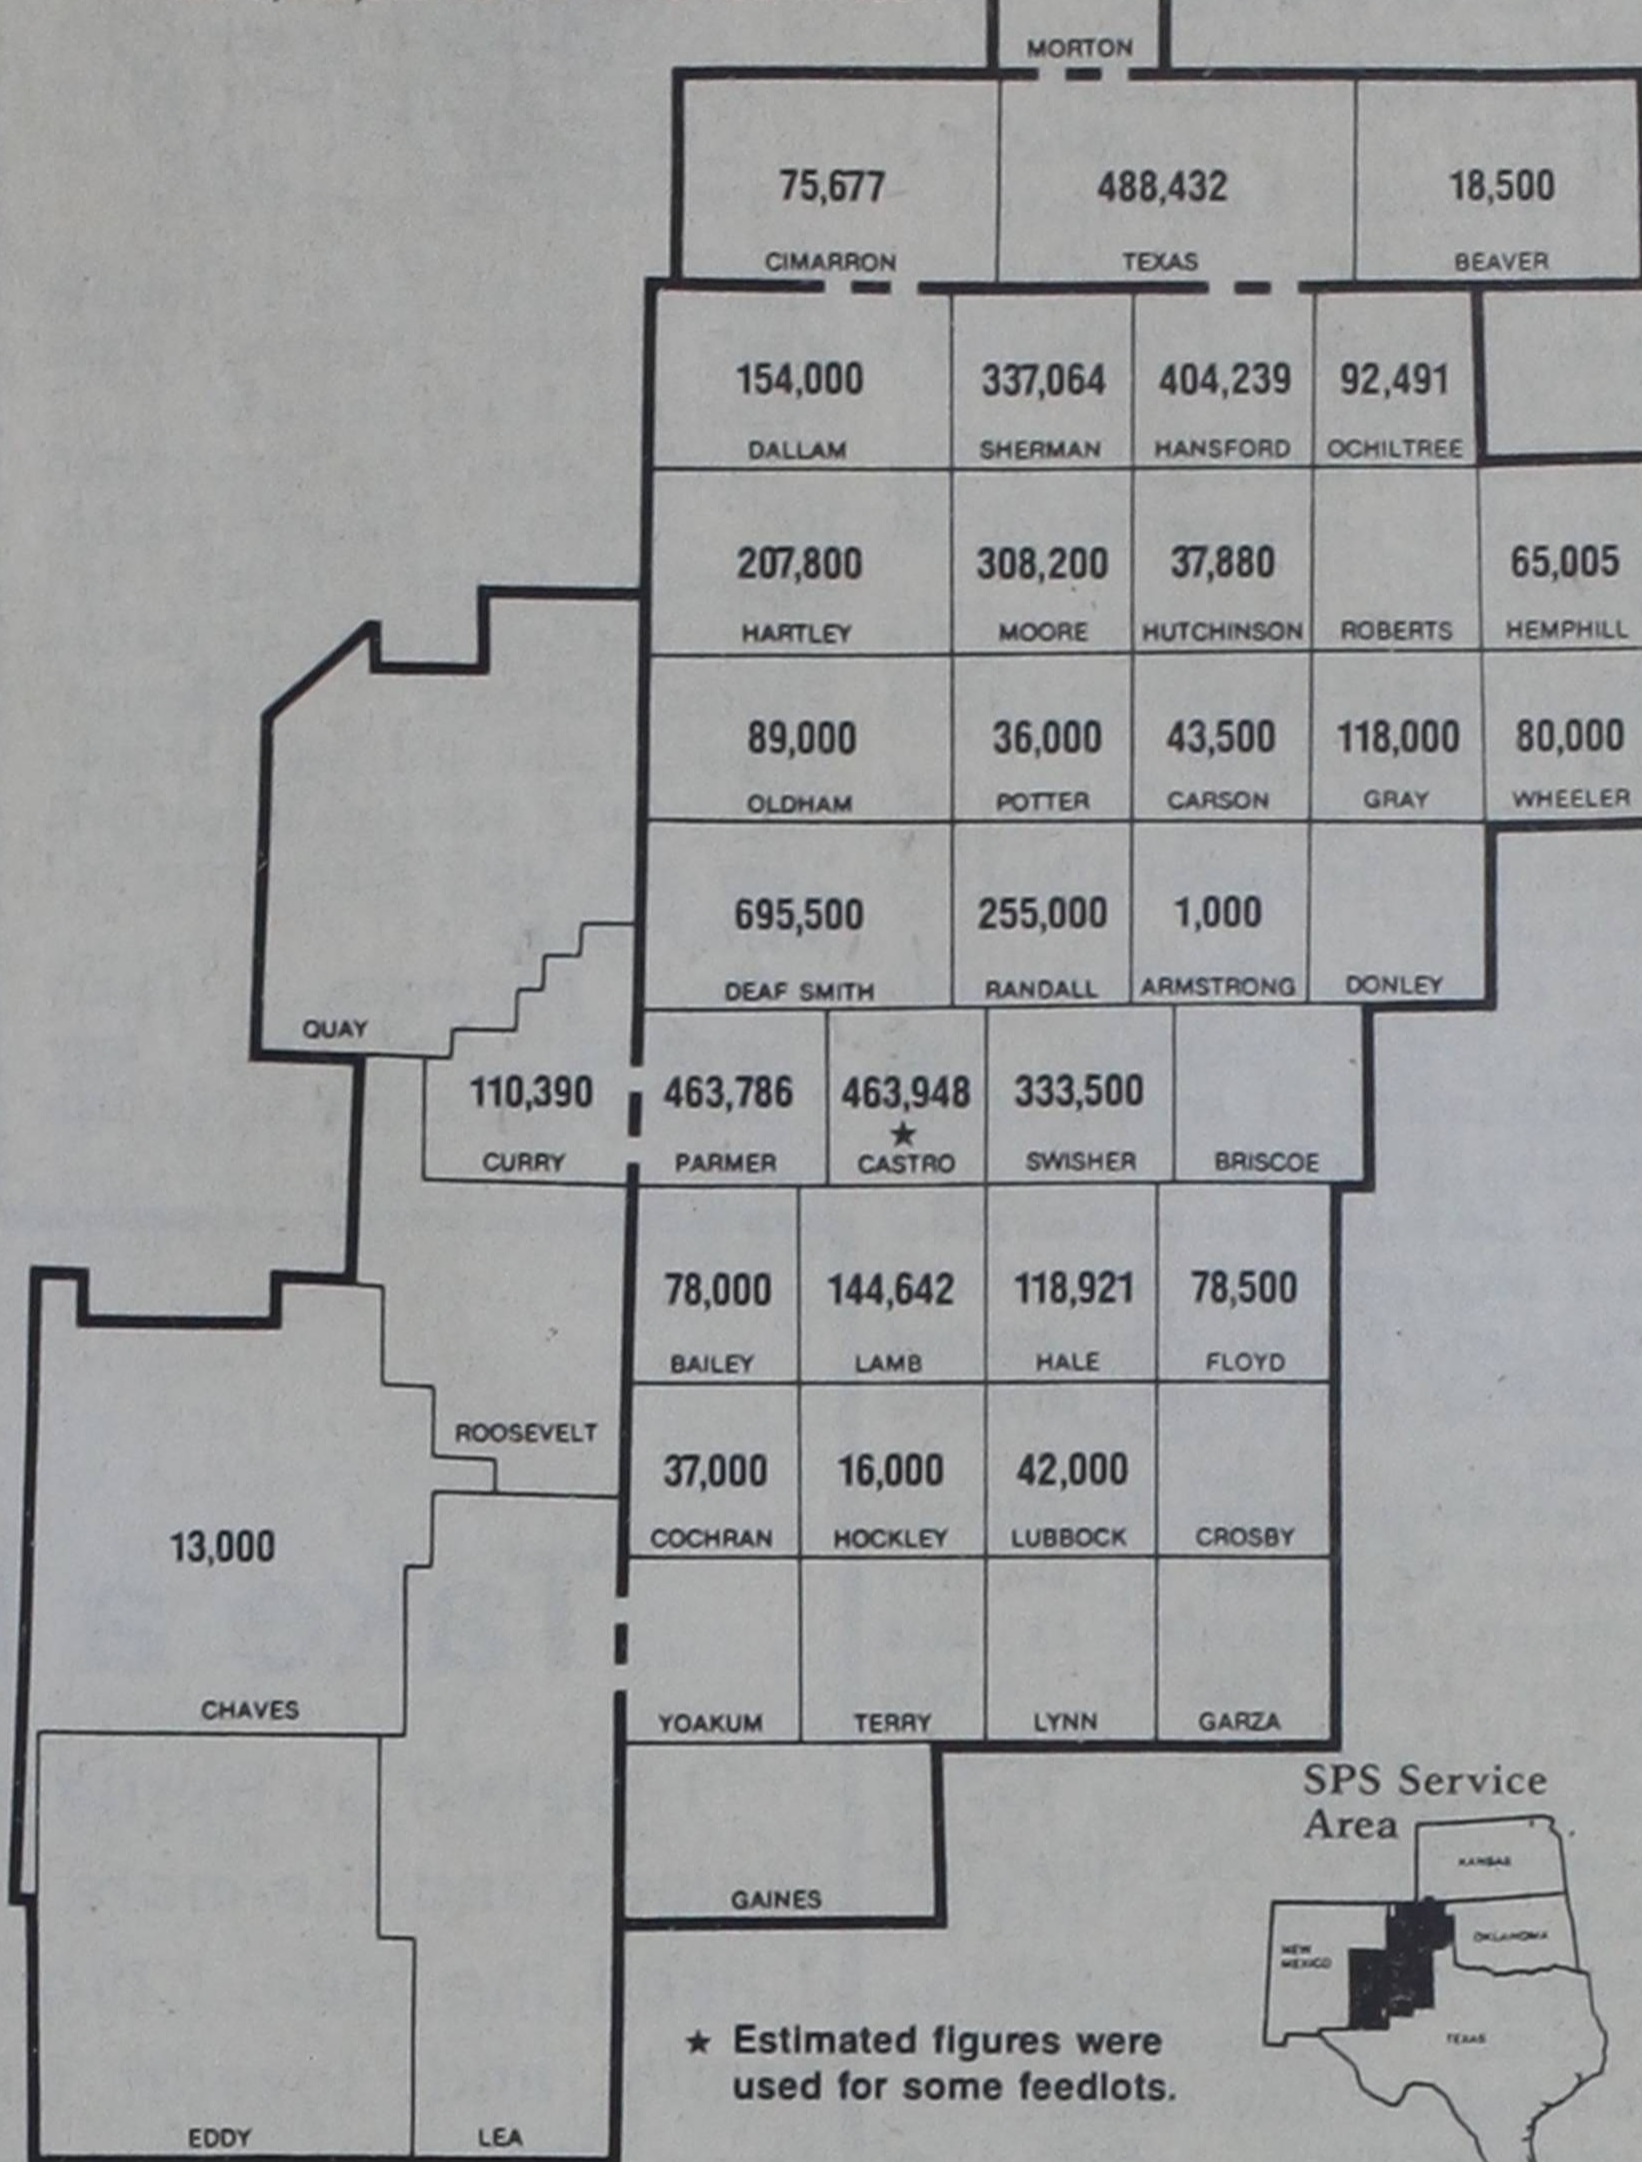 MORTON
75,677 488,432 18,500
CIMARRON TEXAS BEAVER
154,000 337,064 404,239 92,491
DALLAM SHERMAN HANSFORD OCHILTREE
207,800 308,200 37,880 65,005
HARTLEY MOORE HUTCHINSON ROBERTS HEMPHILL
89,000 36,000 43,500 118,000 80,000
OLDHAM POTTER CARSON GRAY WHEELER
695,500 255,000 1,000
DEAF SMITH RANDALL ARMSTRONG DONLEY
QUAY
110,390 463,786 463,948 333,500
★
CURRY PARMER CASTRO SWISHER BRISCOE
78,000 144,642 118,921 78,500
BAILEY LAMB HALE FLOYD
ROOSEVELT
37,000 16,000 42,000
COCHRAN HOCKLEY LUBBOCK CROSBY
13,000
CHAVES
YOAKUM TERRY LYNN GARZA
GAINES
EDDY LEA
SPS Service
Area
KANSAS
OKLAHOMA
NEW
MEXICO
TEXAS
★ Estimated figures were
used for some feedlots.